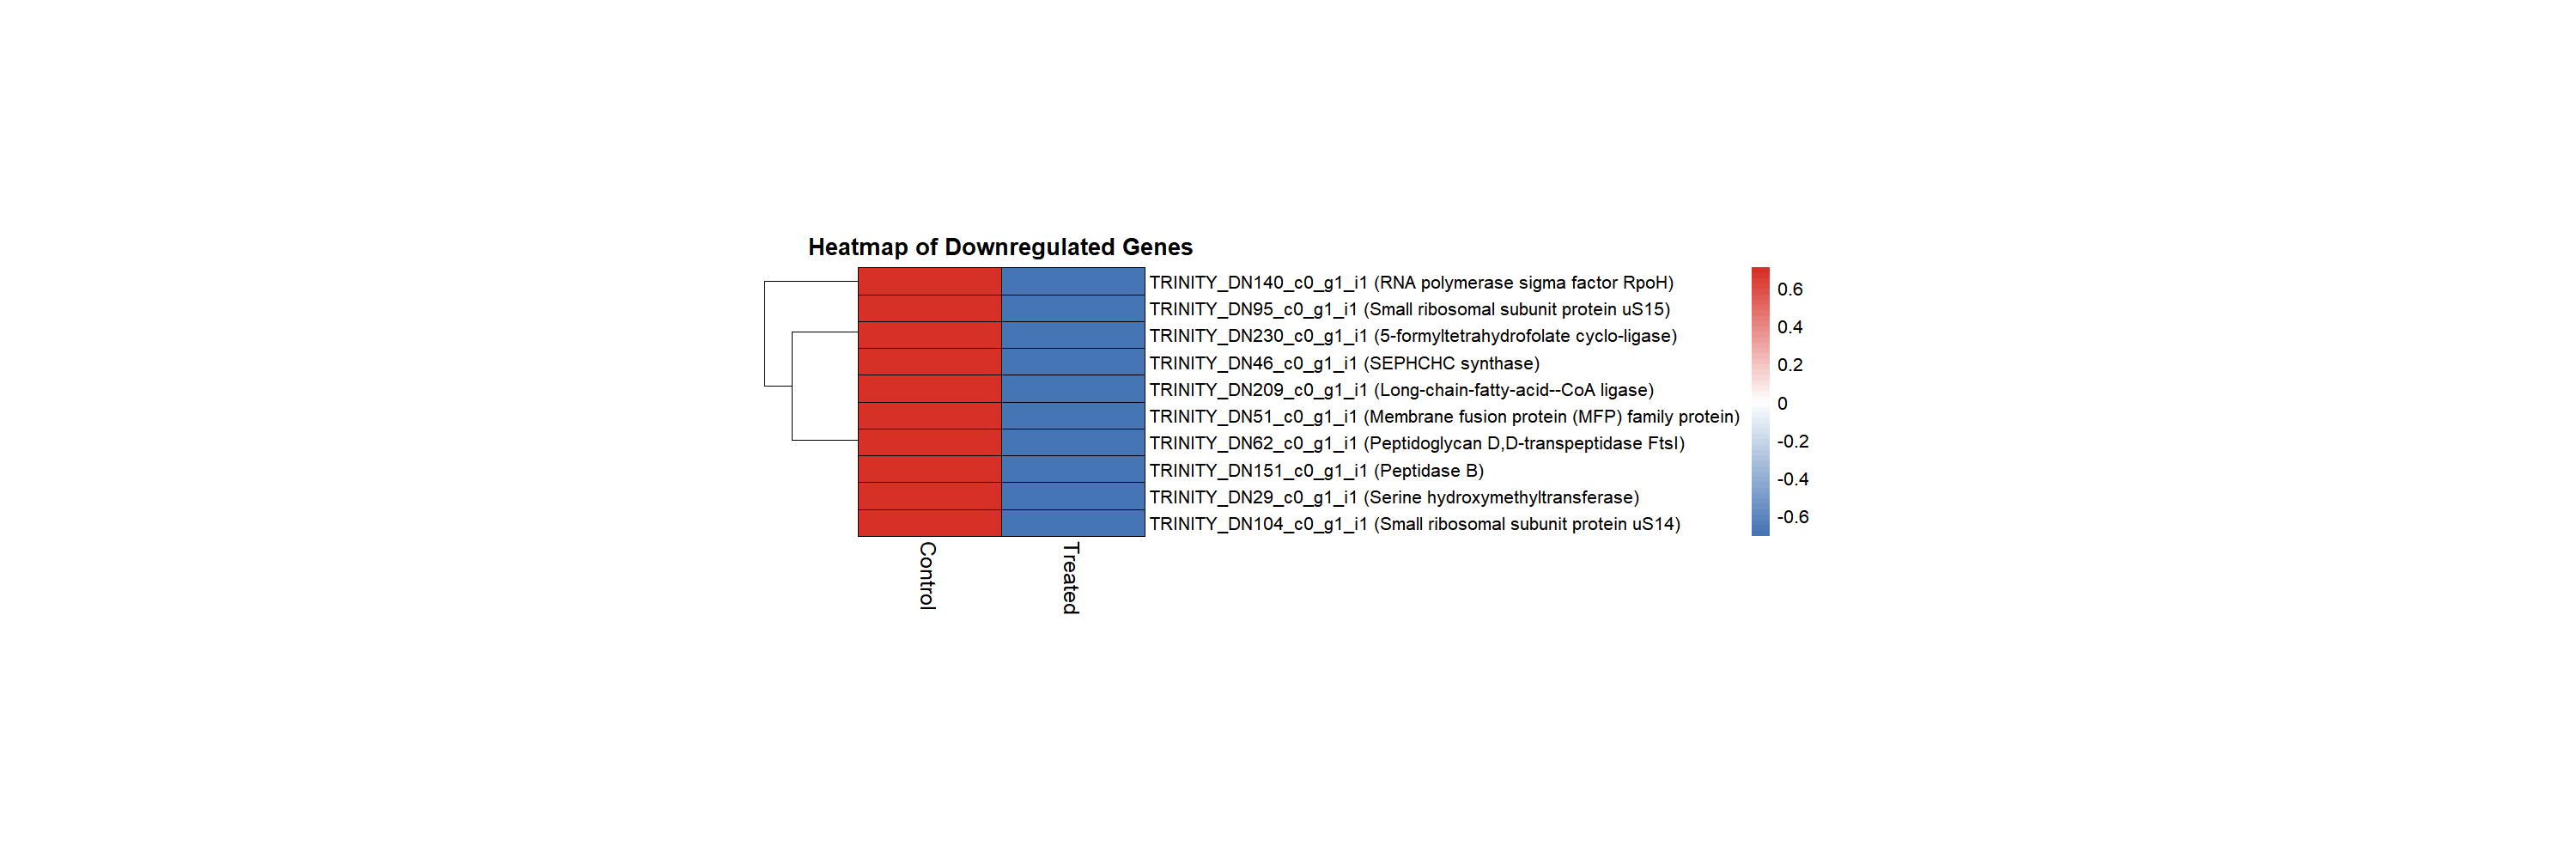 Heatmap of Downregulated Genes
TRINITY_DN140_c0_g1_i1 (RNA polymerase sigma factor RpoH)
TRINITY_DN95_c0_g1_i1 (Small ribosomal subunit protein uS15)
TRINITY_DN230_c0_g1_i1 (5-formyltetrahydrofolate cyclo-ligase)
TRINITY_DN46_c0_g1_i1 (SEPHCHC synthase)
TRINITY_DN209_c0_g1_i1 (Long-chain-fatty-acid--CoA ligase)
TRINITY_DN51_c0_g1_i1 (Membrane fusion protein (MFP) family protein)
TRINITY_DN62_c0_g1_i1 (Peptidoglycan D,D-transpeptidase FtsI)
TRINITY_DN151_c0_g1_i1 (Peptidase B)
TRINITY_DN29_c0_g1_i1 (Serine hydroxymethyltransferase)
TRINITY_DN104_c0_g1_i1 (Small ribosomal subunit protein uS14)
0.6
0.4
0.2
0
-0.2
-0.4
-0.6
Control
Treated